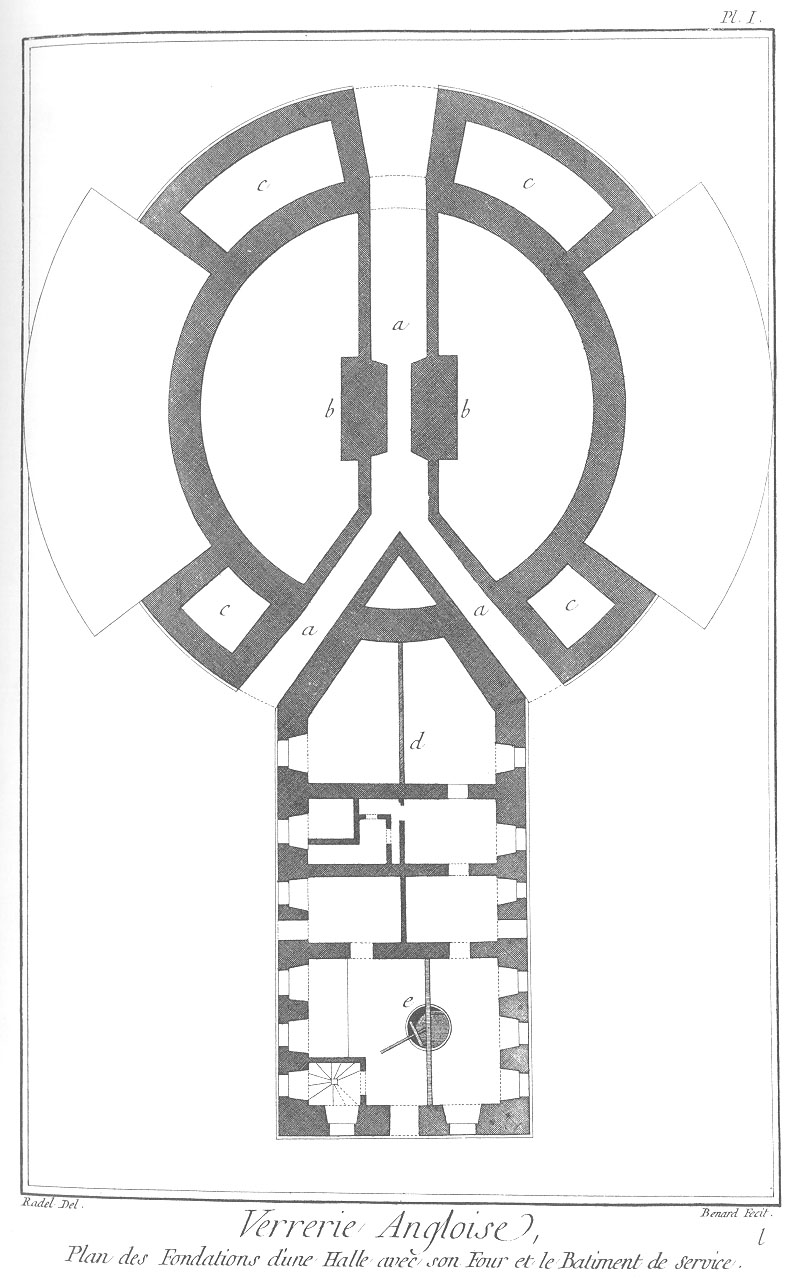 Pl. I.
c c
a
b b
c a a c
d
e
Radel Del. Benard Fecit.
Verrerie Angloise,
l
Plan des Fondations d'une Halle avec son Four et le Batiment de service.